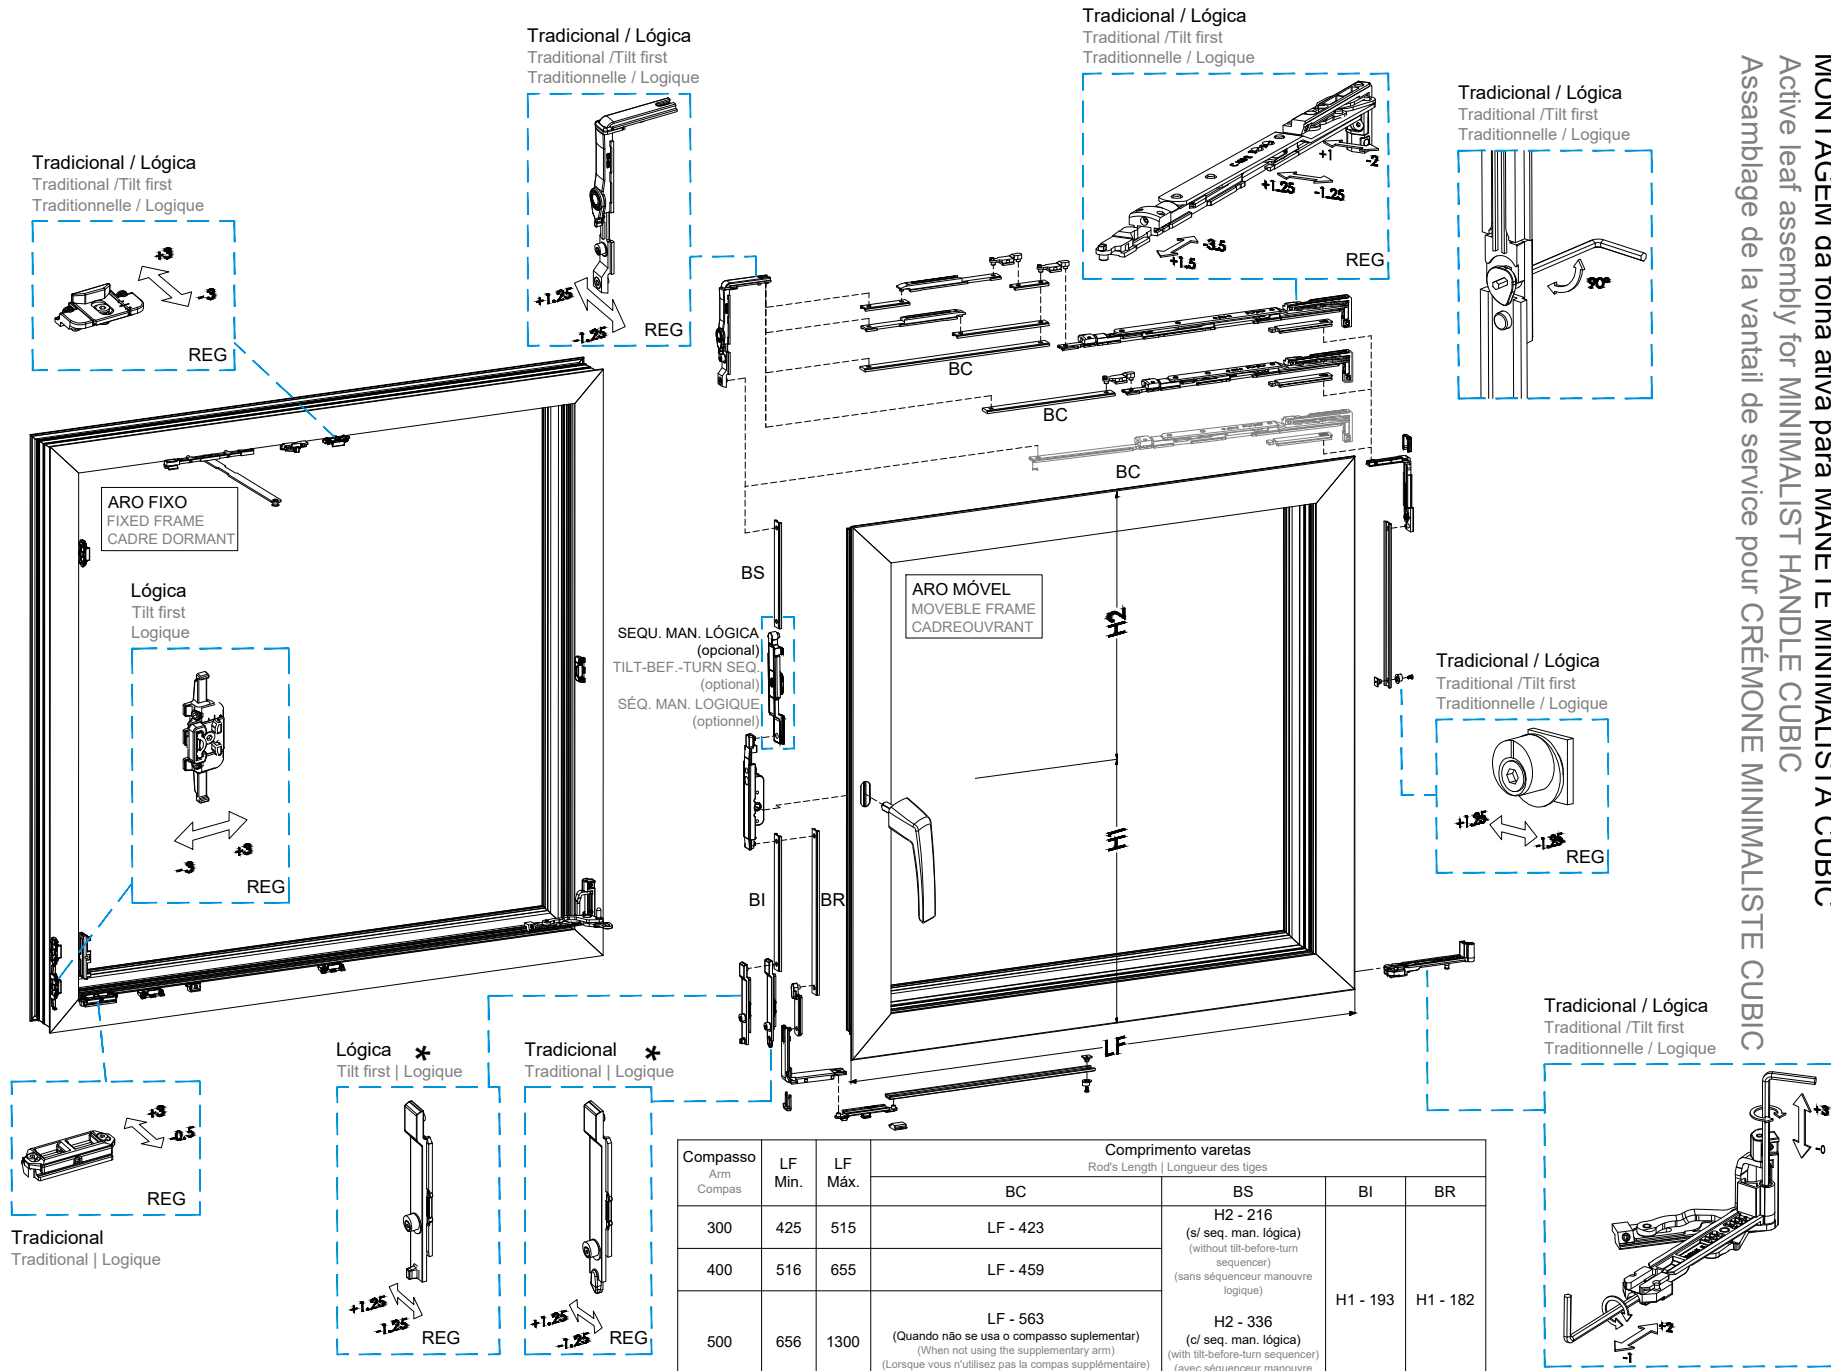 MONTAGEM da folha ativa para MANETE MINIMALISTA CUBIC
Active leaf assembly for MINIMALIST HANDLE CUBIC
Assamblage de la vantail de service pour CRÉMONE MINIMALISTE CUBIC
Tradicional / Lógica
Traditional /Tilt first
Traditionnelle / Logique
+1.25
-1.25
REG
Tradicional / Lógica
Traditional /Tilt first
Traditionnelle / Logique
+1
-2
+1.25
-1.25
-3.5
+1.5
REG
Tradicional / Lógica
Traditional /Tilt first
Traditionnelle / Logique
90°
Tradicional / Lógica
Traditional /Tilt first
Traditionnelle / Logique
+3
-3
REG
BC
BC
BC
ARO FIXO
FIXED FRAME
CADRE DORMANT
Lógica
Tilt first
Logique
-3
+3
REG
BS
SEQU. MAN. LÓGICA
(opcional)
TILT-BEF.-TURN SEQ.
(optional)
SÉQ. MAN. LOGIQUE
(optionnel)
BI
BR
ARO MÓVEL
MOVEBLE FRAME
CADREOUVRANT
H2
H1
LF
Tradicional / Lógica
Traditional /Tilt first
Traditionnelle / Logique
+1.25
-1.25
REG
Tradicional / Lógica
Traditional /Tilt first
Traditionnelle / Logique
+3
-0
+2
-1
+3
-0.5
REG
Tradicional
Traditional | Logique
Lógica *
Tilt first | Logique
+1.25
-1.25
REG
Tradicional *
Traditional | Logique
+1.25
-1.25
REG
Compasso
Arm
Compas
LF
Min.
LF
Máx.
Comprimento varetas
Rod's Length | Longueur des tiges
BC
BS
BI
BR
300
425
515
LF - 423
400
516
655
LF - 459
500
656
1300
LF - 563
(Quando não se usa o compasso suplementar)
(When not using the supplementary arm)
(Lorsque vous n'utilizez pas la compas supplémentaire)
H2 - 216
(s/ seq. man. lógica)
(without tilt-before-turn
sequencer)
(sans séquenceur manouvre
logique)
H2 - 336
(c/ seq. man. lógica)
(with tilt-before-turn sequencer)
(avec séquenceur manouvre
H1 - 193
H1 - 182